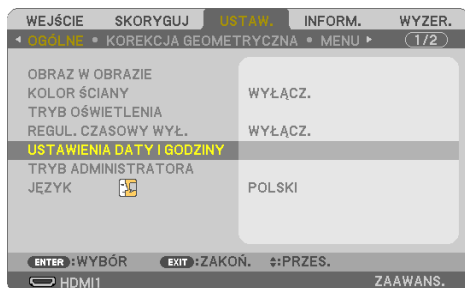 WEJŚCIE SKORYGUJ USTAW. INFORM. WYZER.
OGÓLNE • KOREKCJA GEOMETRYCZNA • MENU 1/2
OBRAZ W OBRAZIE
KOLOR ŚCIANY WYŁĄCZ.
TRYB OŚWIETLENIA
REGUL. CZASOWY WYŁ. WYŁĄCZ.
USTAWIENIA DATY I GODZINY
TRYB ADMINISTRATORA
JĘZYK POLSKI
ENTER :WYBÓR EXIT :ZAKOŃ. :PRZES.
HDMI1 ZAAWANS.